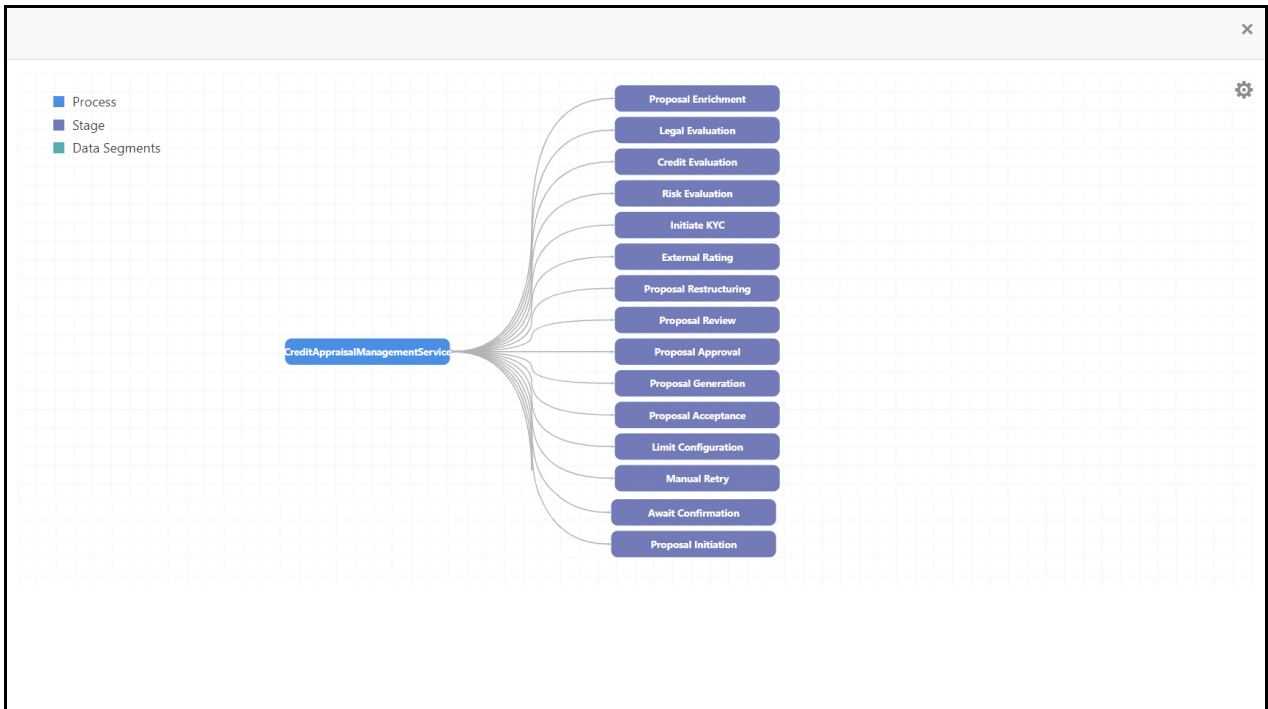 ×
Process
Stage
Data Segments
CreditAppraisalManagementService
Proposal Enrichment
Legal Evaluation
Credit Evaluation
Risk Evaluation
Initiate KYC
External Rating
Proposal Restructuring
Proposal Review
Proposal Approval
Proposal Generation
Proposal Acceptance
Limit Configuration
Manual Retry
Await Confirmation
Proposal Initiation